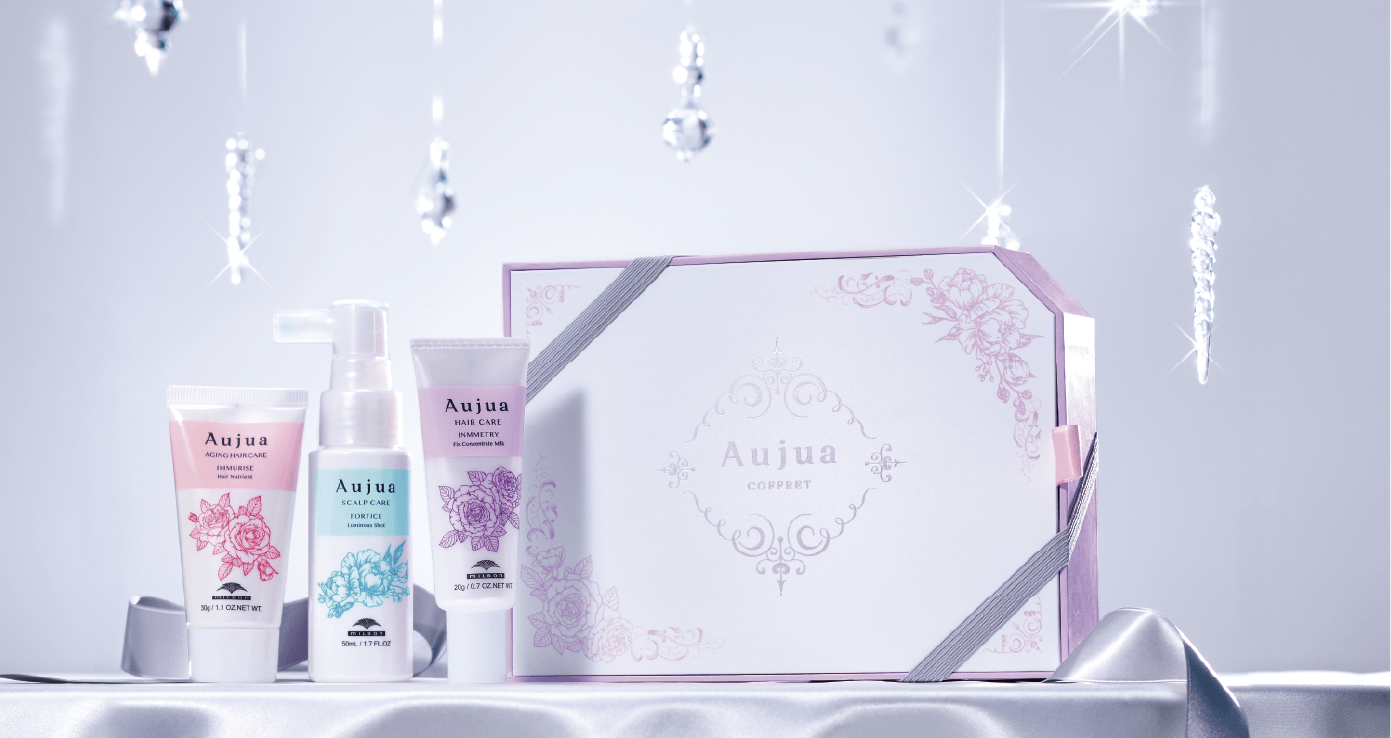 Aujua
AGING HAIRCARE
IMMURISE
Hair Nutrient
MILBON
30g / 1.1 OZ.NET WT.
Aujua
SCALP CARE
FORTICE
Luminous Shot
MILBON
50mL / 1.7 FL.OZ
Aujua
HAIR CARE
INMMETRY
Fix Concentrate Milk
MILBON
20g / 0.7 OZ.NET WT
Aujua
COFFRET